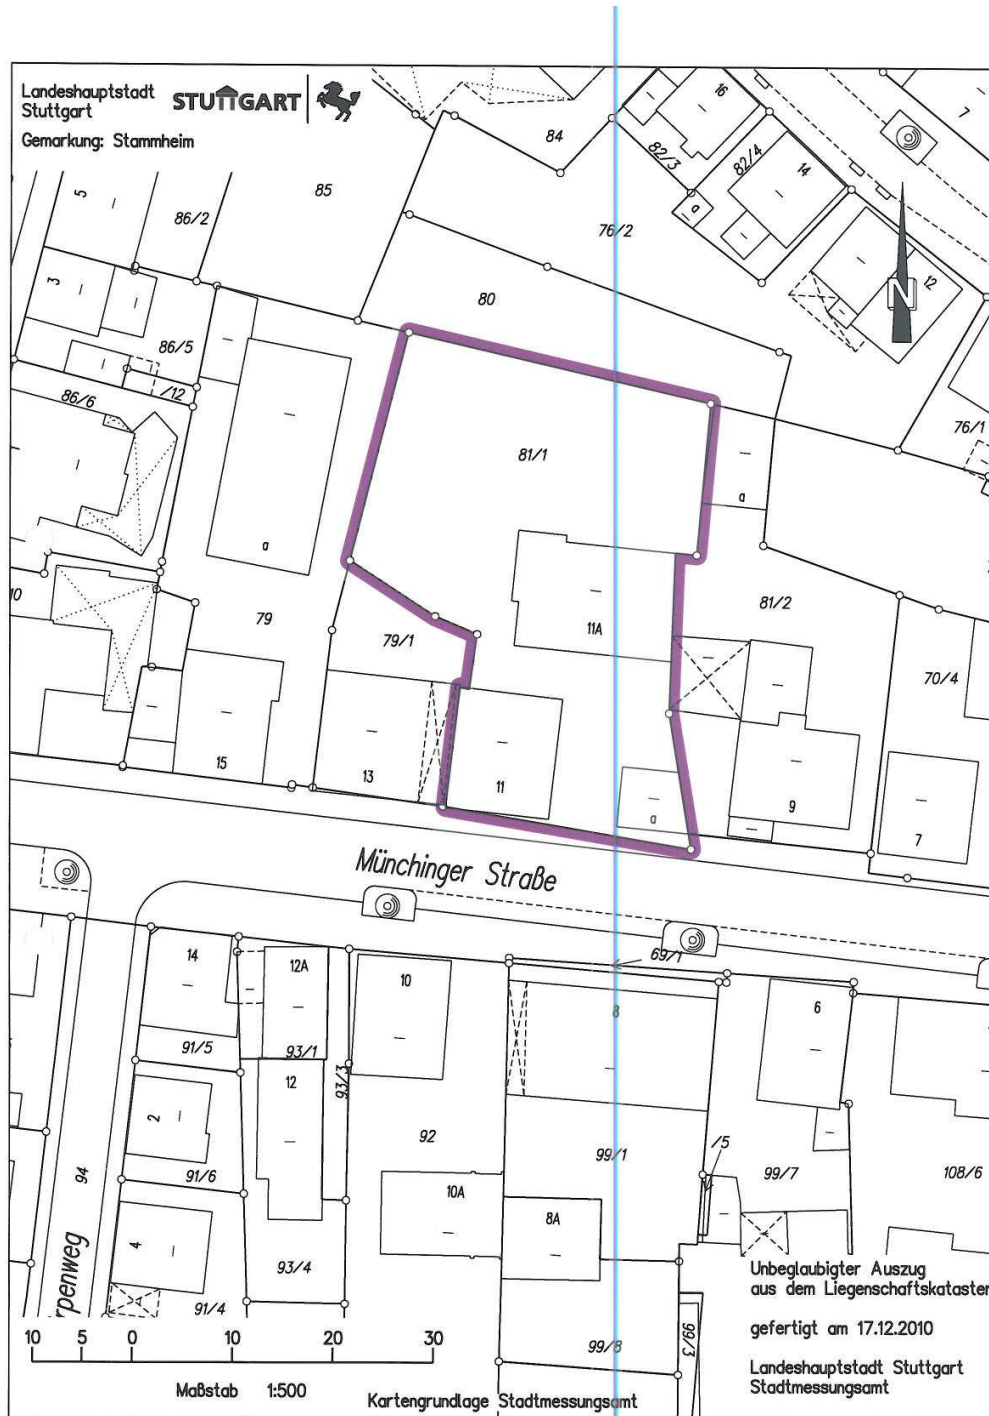 Landeshauptstadt
Stuttgart
STUTTGART
Gemarkung: Stammheim
16
7
84
82/3
82/4
14
85
5
86/2
a
76/2
12
N
3
80
86/5
/12
86/6
76/1
81/1
a
a
10
79
11A
81/2
79/1
70/4
15
13
11
a
9
7
Münchinger Straße
69/1
14
12A
10
8
6
91/5
93/1
12
93/3
2
92
99/1
/5
99/7
108/6
94
91/6
10A
8A
4
93/4
rpenweg
91/4
99/8
99/3
Unbeglaubigter Auszug
aus dem Liegenschaftskataster
gefertigt am 17.12.2010
Landeshauptstadt Stuttgart
Stadtmessungsamt
10 5 0 10 20 30
Maßstab 1:500
Kartengrundlage Stadtmessungsamt